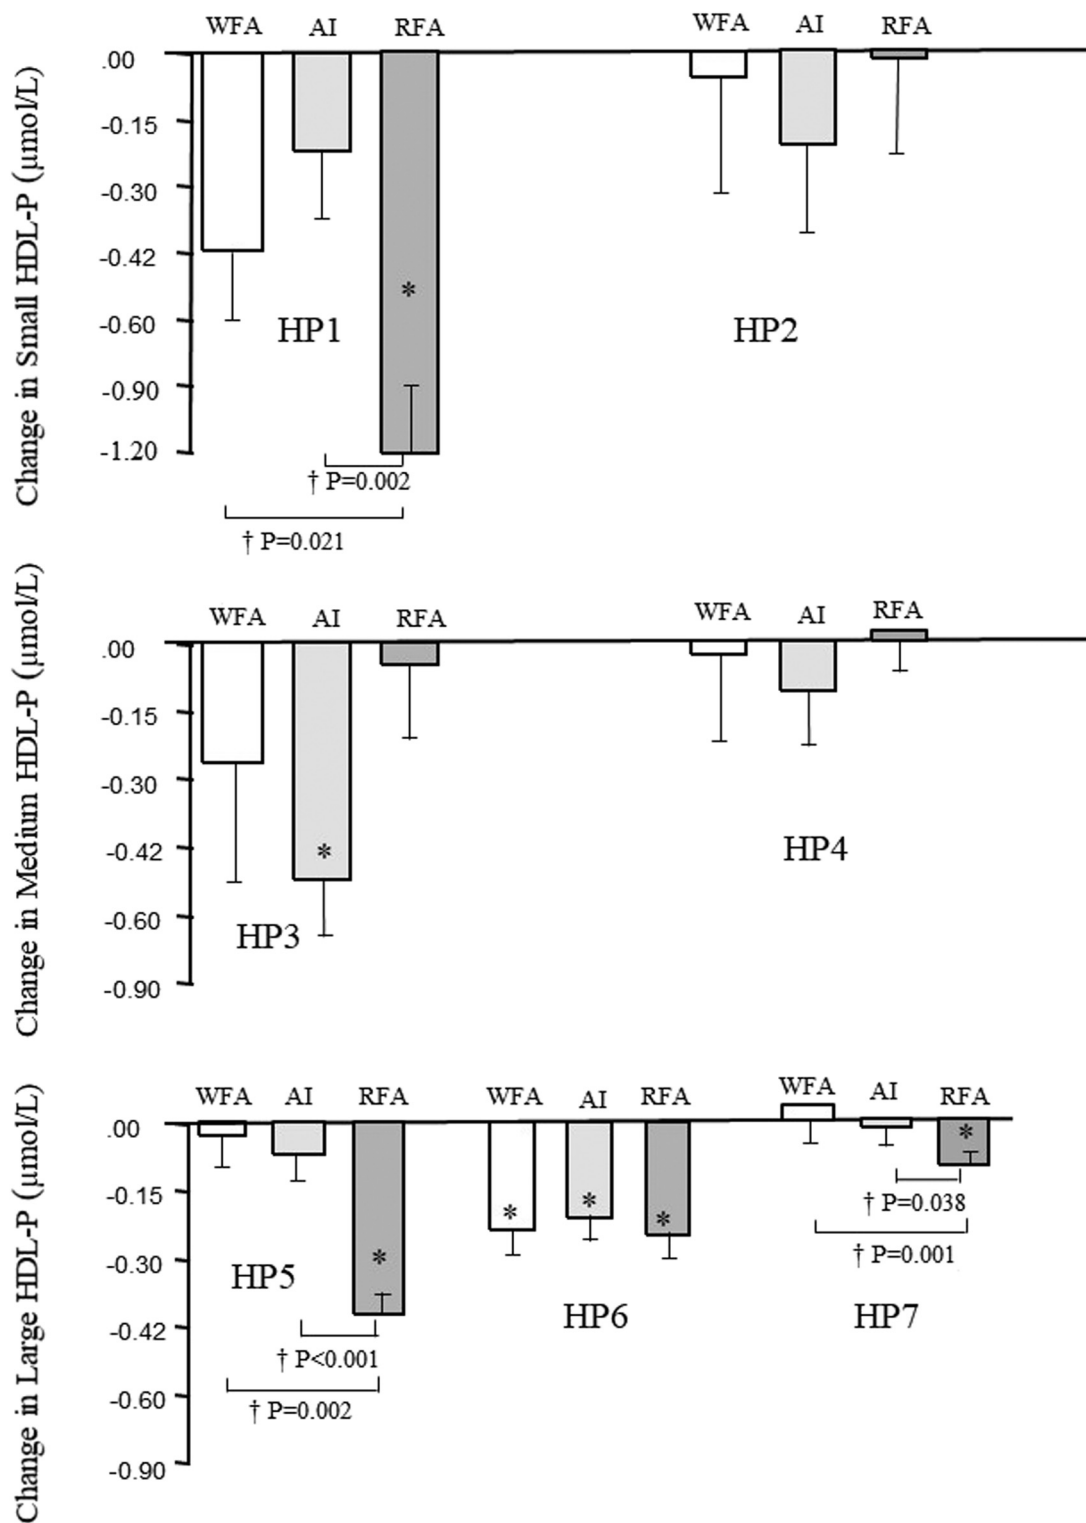 Change in Small HDL-P (µmol/L)
WFA AI RFA WFA AI RFA
.00
-0.15
-0.30
-0.42
-0.60
-0.90
-1.20
*
HP1 HP2
† P=0.002
† P=0.021
Change in Medium HDL-P (µmol/L)
WFA AI RFA WFA AI RFA
.00
-0.15
-0.30
-0.42
-0.60
-0.90
*
HP3 HP4
Change in Large HDL-P (µmol/L)
WFA AI RFA WFA AI RFA WFA AI RFA
.00
-0.15
-0.30
-0.42
-0.60
-0.90
* * * * *
HP5 HP6 HP7
† P<0.001
† P=0.002
† P=0.038
† P=0.001